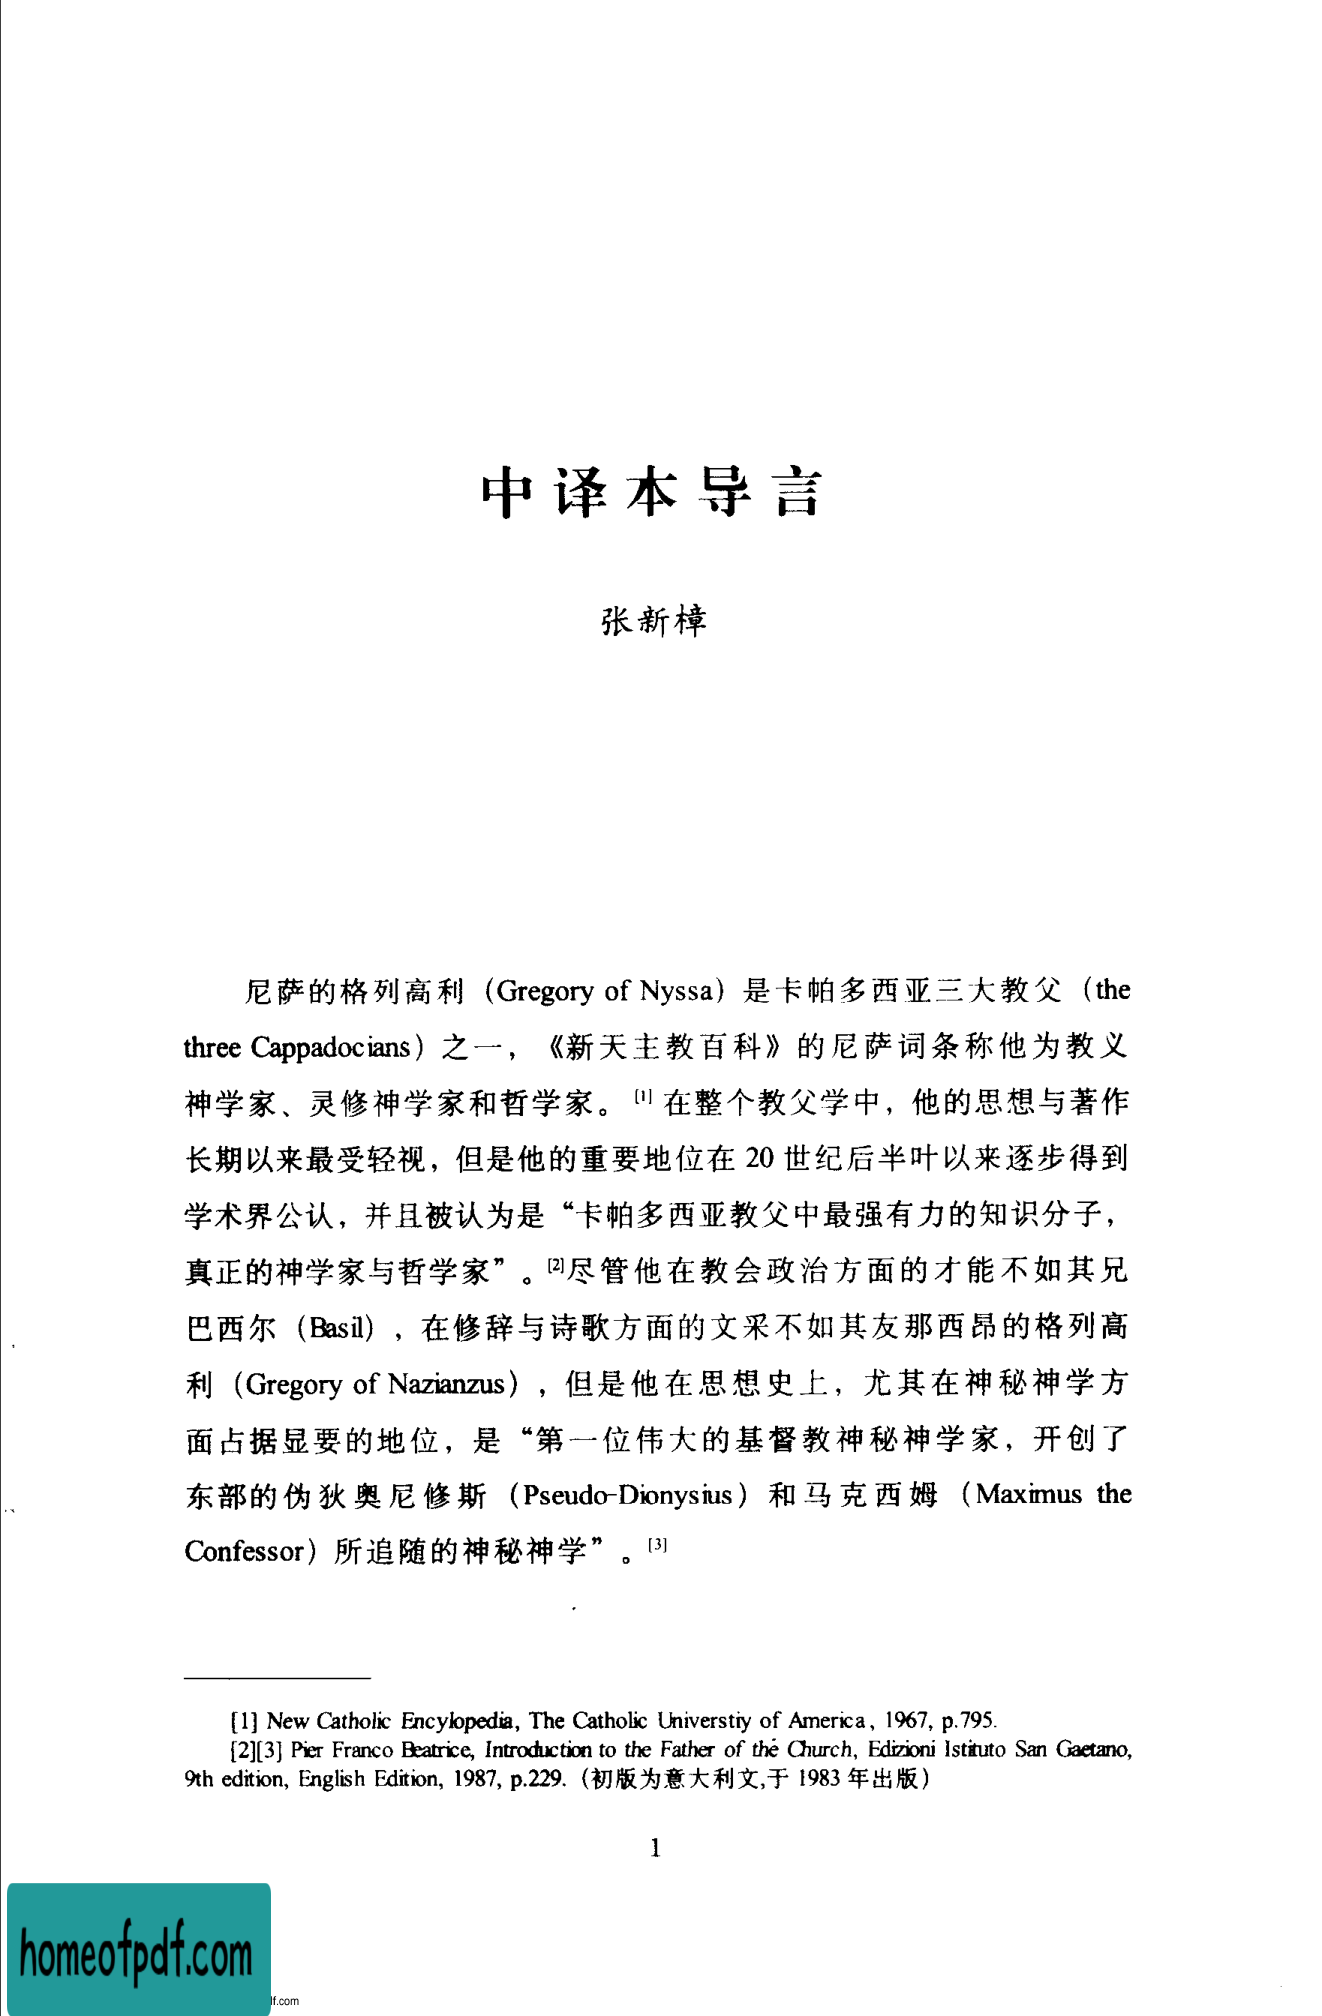 中译本导言
张新樟
尼萨的格列高利（Gregory of Nyssa）是卡帕多西亚三大教父（the
three Cappadocians）之一，《新天主教百科》的尼萨词条称他为教义
神学家、灵修神学家和哲学家。[1]在整个教父学中，他的思想与著作
长期以来最受轻视，但是他的重要地位在20世纪后半叶以来逐步得到
学术界公认，并且被认为是“卡帕多西亚教父中最强有力的知识分子，
真正的神学家与哲学家”。[2]尽管他在教会政治方面的才能不如其兄
巴西尔（Basil），在修辞与诗歌方面的文采不如其友那西昂的格列高
利（Gregory of Nazianzus），但是他在思想史上，尤其在神秘神学方
面占据显要的地位，是“第一位伟大的基督教神秘神学家，开创了
东部的伪狄奥尼修斯（Pseudo-Dionysius）和马克西姆（Maximus the
Confessor）所追随的神秘神学”。[3]
[1] New Catholic Encylopedia, The Catholic Universtiy of America, 1967, p.795.
[2][3] Pier Franco Beatrice, Introduction to the Father of the Church, Edizioni Istituto San Gaetano,
9th edition, English Edition, 1987, p.229.（初版为意大利文,于1983年出版）
1
homeofpdf.com
lf.com